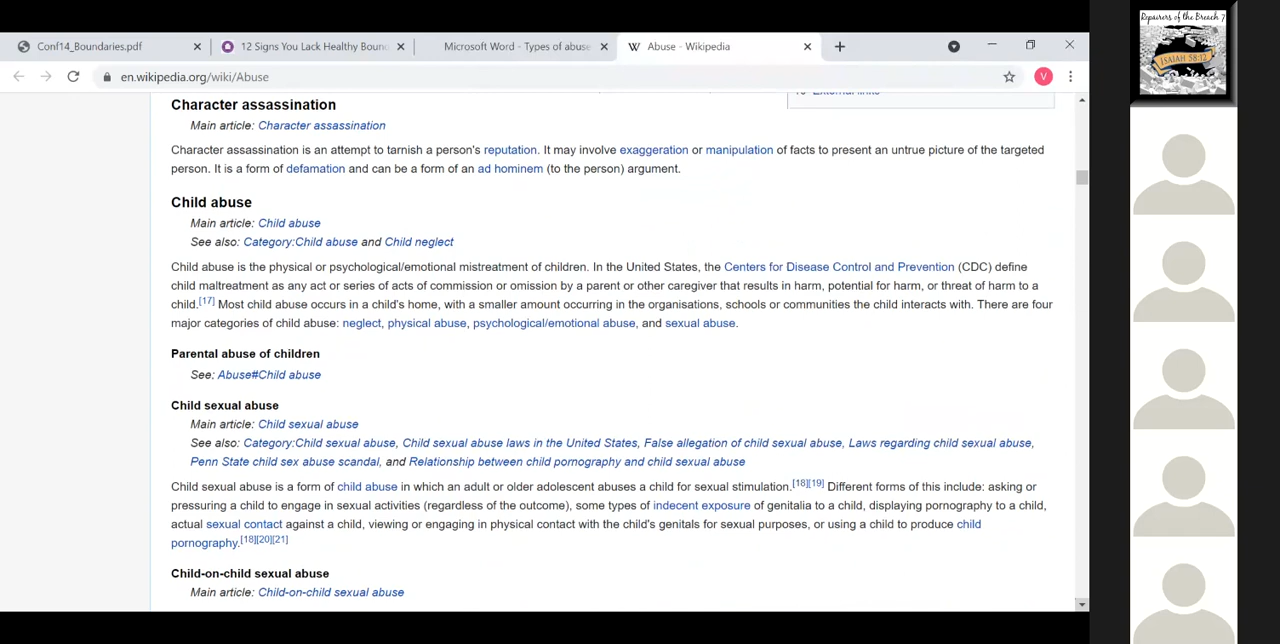 Repairers of the Breach 7
ISAIAH 58:12
Conf14_Boundaries.pdf
12 Signs You Lack Healthy Bound
Microsoft Word - Types of abuse
W Abuse - Wikipedia
en.wikipedia.org/wiki/Abuse
V
External links
Character assassination
Main article: Character assassination
Character assassination is an attempt to tarnish a person's reputation. It may involve exaggeration or manipulation of facts to present an untrue picture of the targeted
person. It is a form of defamation and can be a form of an ad hominem (to the person) argument.
Child abuse
Main article: Child abuse
See also: Category:Child abuse and Child neglect
Child abuse is the physical or psychological/emotional mistreatment of children. In the United States, the Centers for Disease Control and Prevention (CDC) define
child maltreatment as any act or series of acts of commission or omission by a parent or other caregiver that results in harm, potential for harm, or threat of harm to a
child.[17] Most child abuse occurs in a child's home, with a smaller amount occurring in the organisations, schools or communities the child interacts with. There are four
major categories of child abuse: neglect, physical abuse, psychological/emotional abuse, and sexual abuse.
Parental abuse of children
See: Abuse#Child abuse
Child sexual abuse
Main article: Child sexual abuse
See also: Category:Child sexual abuse, Child sexual abuse laws in the United States, False allegation of child sexual abuse, Laws regarding child sexual abuse,
Penn State child sex abuse scandal, and Relationship between child pornography and child sexual abuse
Child sexual abuse is a form of child abuse in which an adult or older adolescent abuses a child for sexual stimulation.[18][19] Different forms of this include: asking or
pressuring a child to engage in sexual activities (regardless of the outcome), some types of indecent exposure of genitalia to a child, displaying pornography to a child,
actual sexual contact against a child, viewing or engaging in physical contact with the child's genitals for sexual purposes, or using a child to produce child
pornography.[18][20][21]
Child-on-child sexual abuse
Main article: Child-on-child sexual abuse